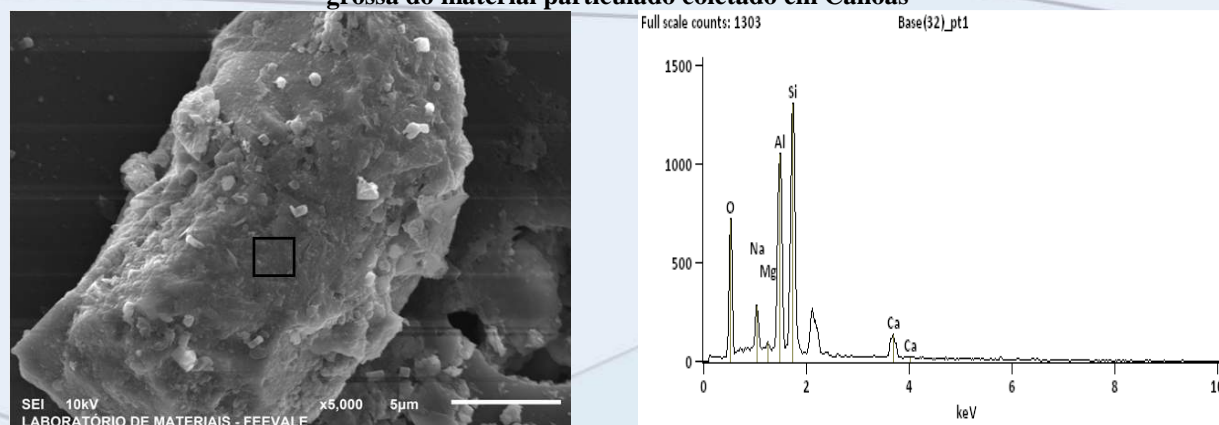 grossa do material particulado coletado em Canoas
Full scale counts: 1303 Base(32)_pt1
1500
Si
Al
1000
O
Na
Mg
500
Ca
Ca
0
0 2 4 6 8 10
keV
SEI 10kV x5,000 5µm
LABORATÓRIO DE MATERIAIS - FEEVALE